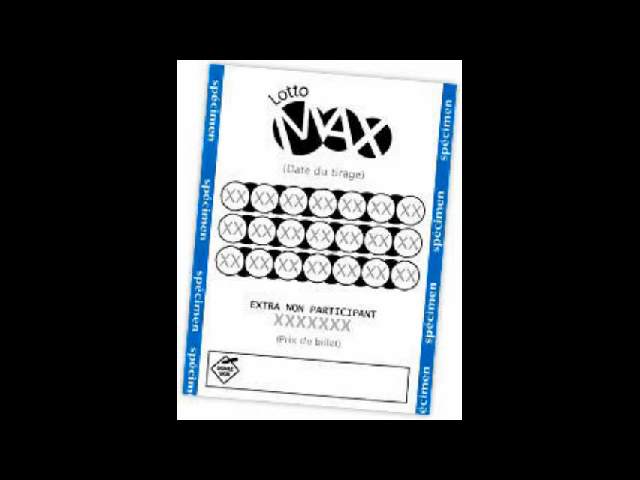 Lotto
MAX
(Date du tirage)
XX XX XX XX XX XX XX
XX XX XX XX XX XX XX
XX XX XX XX XX XX XX
EXTRA NON PARTICIPANT
XXXXXXX
(Prix du billet)
spécimen
spécimen
spécimen
spécim
spécimen
spécimen
spécimen
écimen